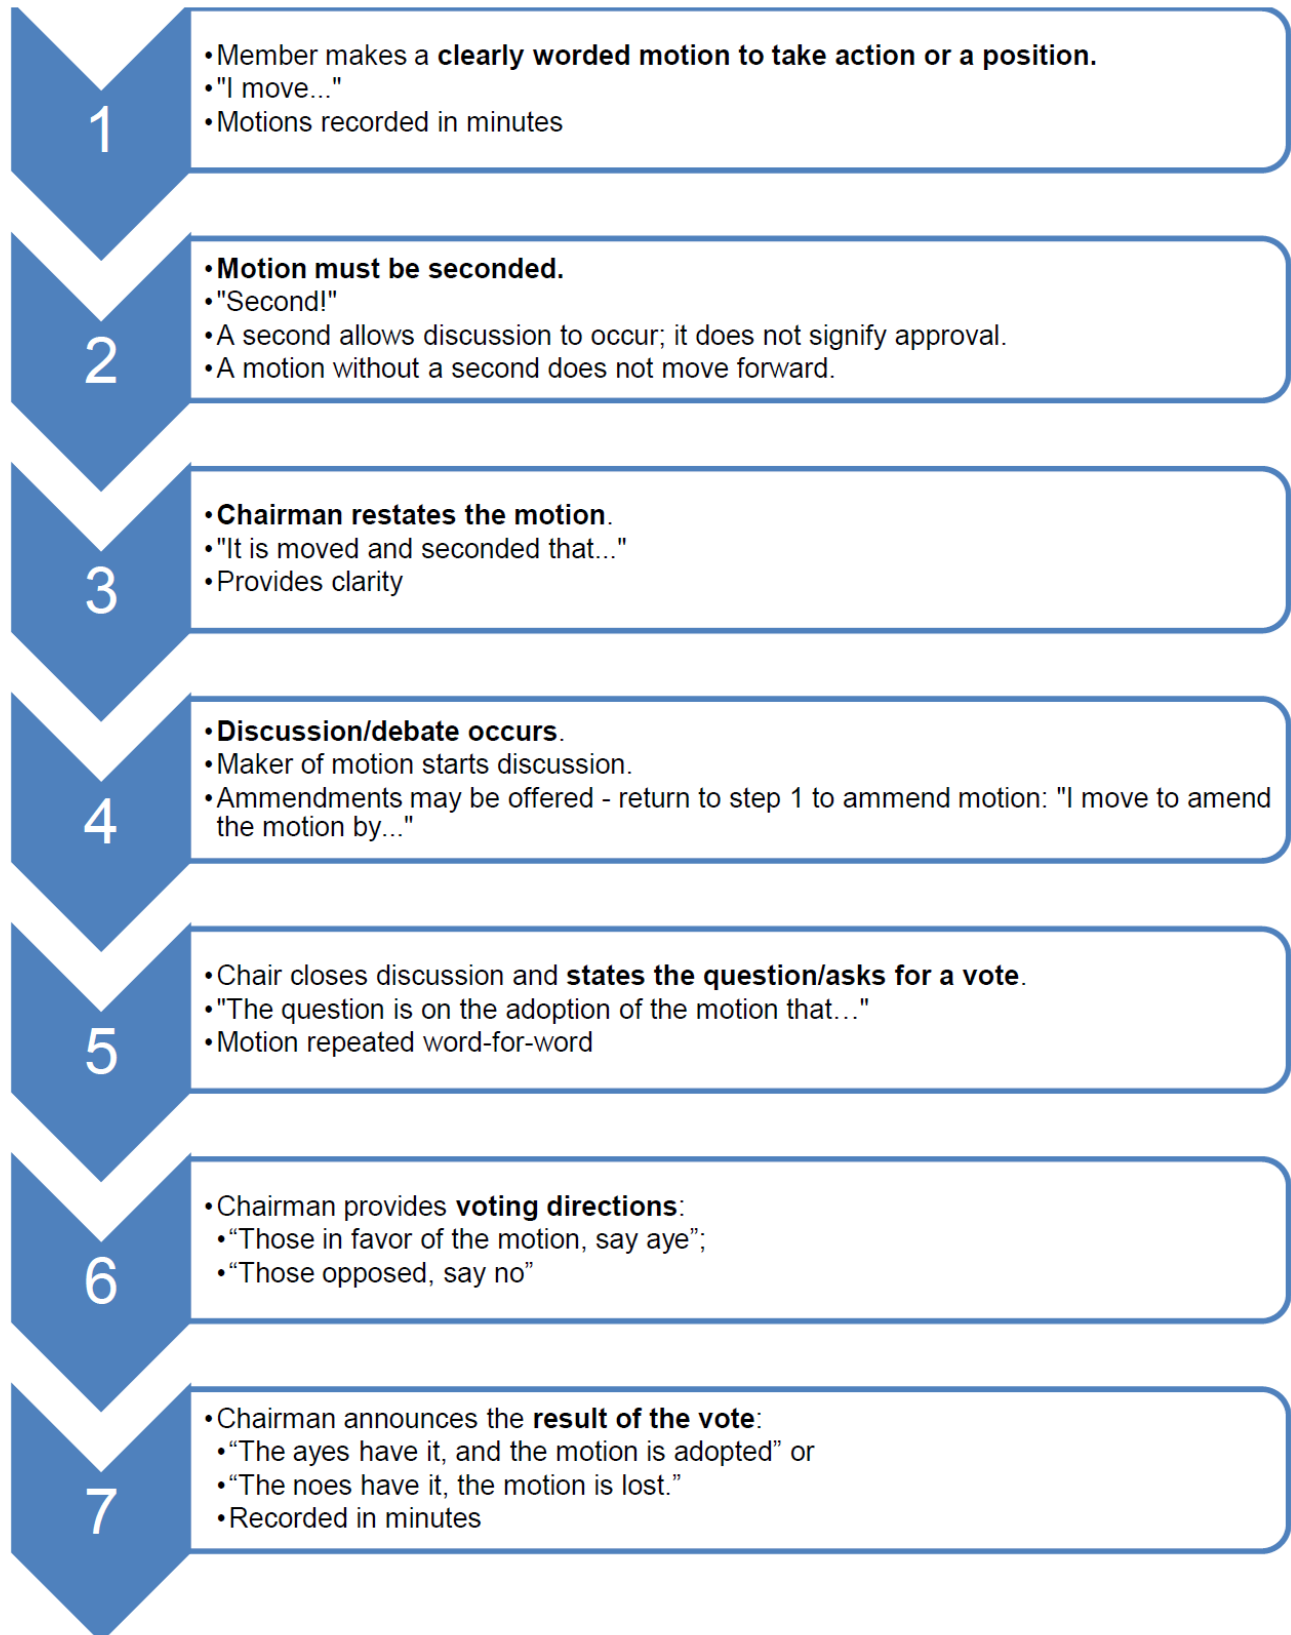 1
•Member makes a clearly worded motion to take action or a position.
•"I move..."
•Motions recorded in minutes
2
•Motion must be seconded.
•"Second!"
•A second allows discussion to occur; it does not signify approval.
•A motion without a second does not move forward.
3
•Chairman restates the motion.
•"It is moved and seconded that..."
•Provides clarity
4
•Discussion/debate occurs.
•Maker of motion starts discussion.
•Ammendments may be offered - return to step 1 to ammend motion: "I move to amend
the motion by..."
5
•Chair closes discussion and states the question/asks for a vote.
•"The question is on the adoption of the motion that…"
•Motion repeated word-for-word
6
•Chairman provides voting directions:
•“Those in favor of the motion, say aye”;
•“Those opposed, say no”
7
•Chairman announces the result of the vote:
•“The ayes have it, and the motion is adopted” or
•“The noes have it, the motion is lost.”
•Recorded in minutes